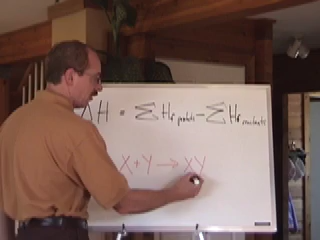 ΔH = ΣHf products - ΣHf reactants
X + Y → XY